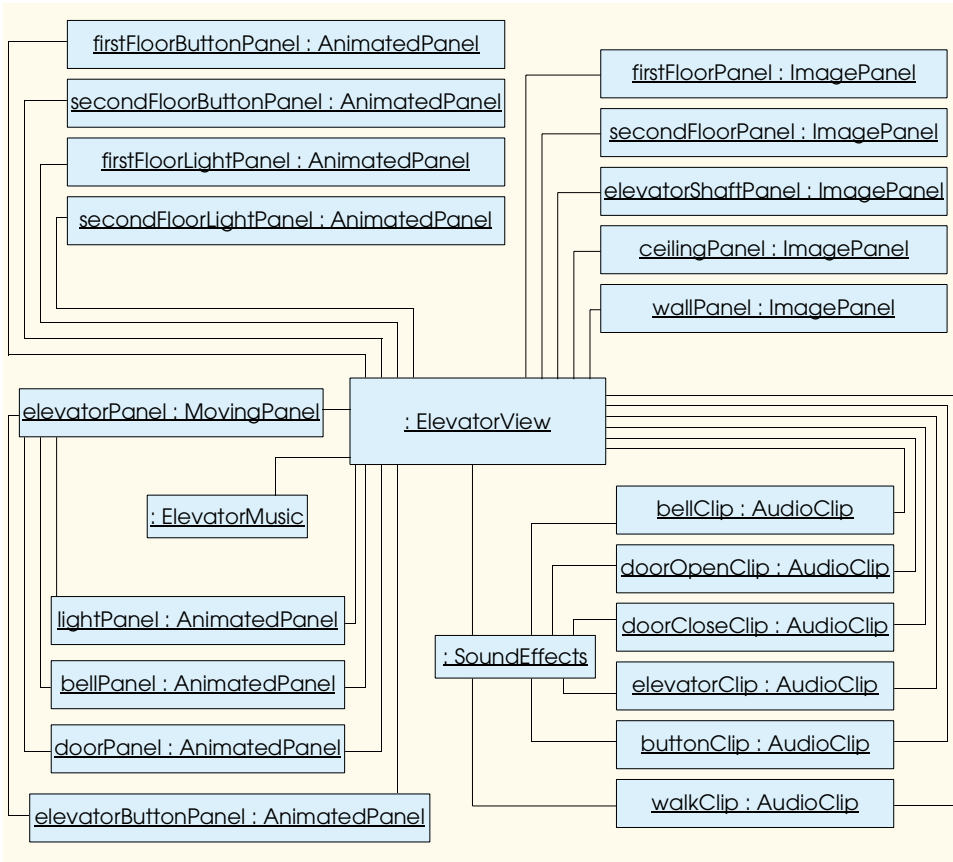 firstFloorButtonPanel : AnimatedPanel
secondFloorButtonPanel : AnimatedPanel
firstFloorLightPanel : AnimatedPanel
secondFloorLightPanel : AnimatedPanel
firstFloorPanel : ImagePanel
secondFloorPanel : ImagePanel
elevatorShaftPanel : ImagePanel
ceilingPanel : ImagePanel
wallPanel : ImagePanel
elevatorPanel : MovingPanel
: ElevatorView
: ElevatorMusic
lightPanel : AnimatedPanel
bellPanel : AnimatedPanel
doorPanel : AnimatedPanel
elevatorButtonPanel : AnimatedPanel
: SoundEffects
bellClip : AudioClip
doorOpenClip : AudioClip
doorCloseClip : AudioClip
elevatorClip : AudioClip
buttonClip : AudioClip
walkClip : AudioClip